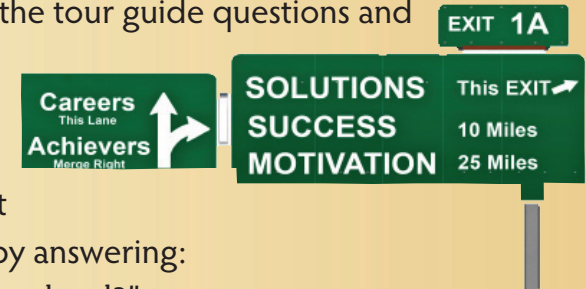 the tour guide questions and
EXIT 1A
Careers
This Lane
Achievers
Merge Right
SOLUTIONS This EXIT
SUCCESS 10 Miles
MOTIVATION 25 Miles
by answering: